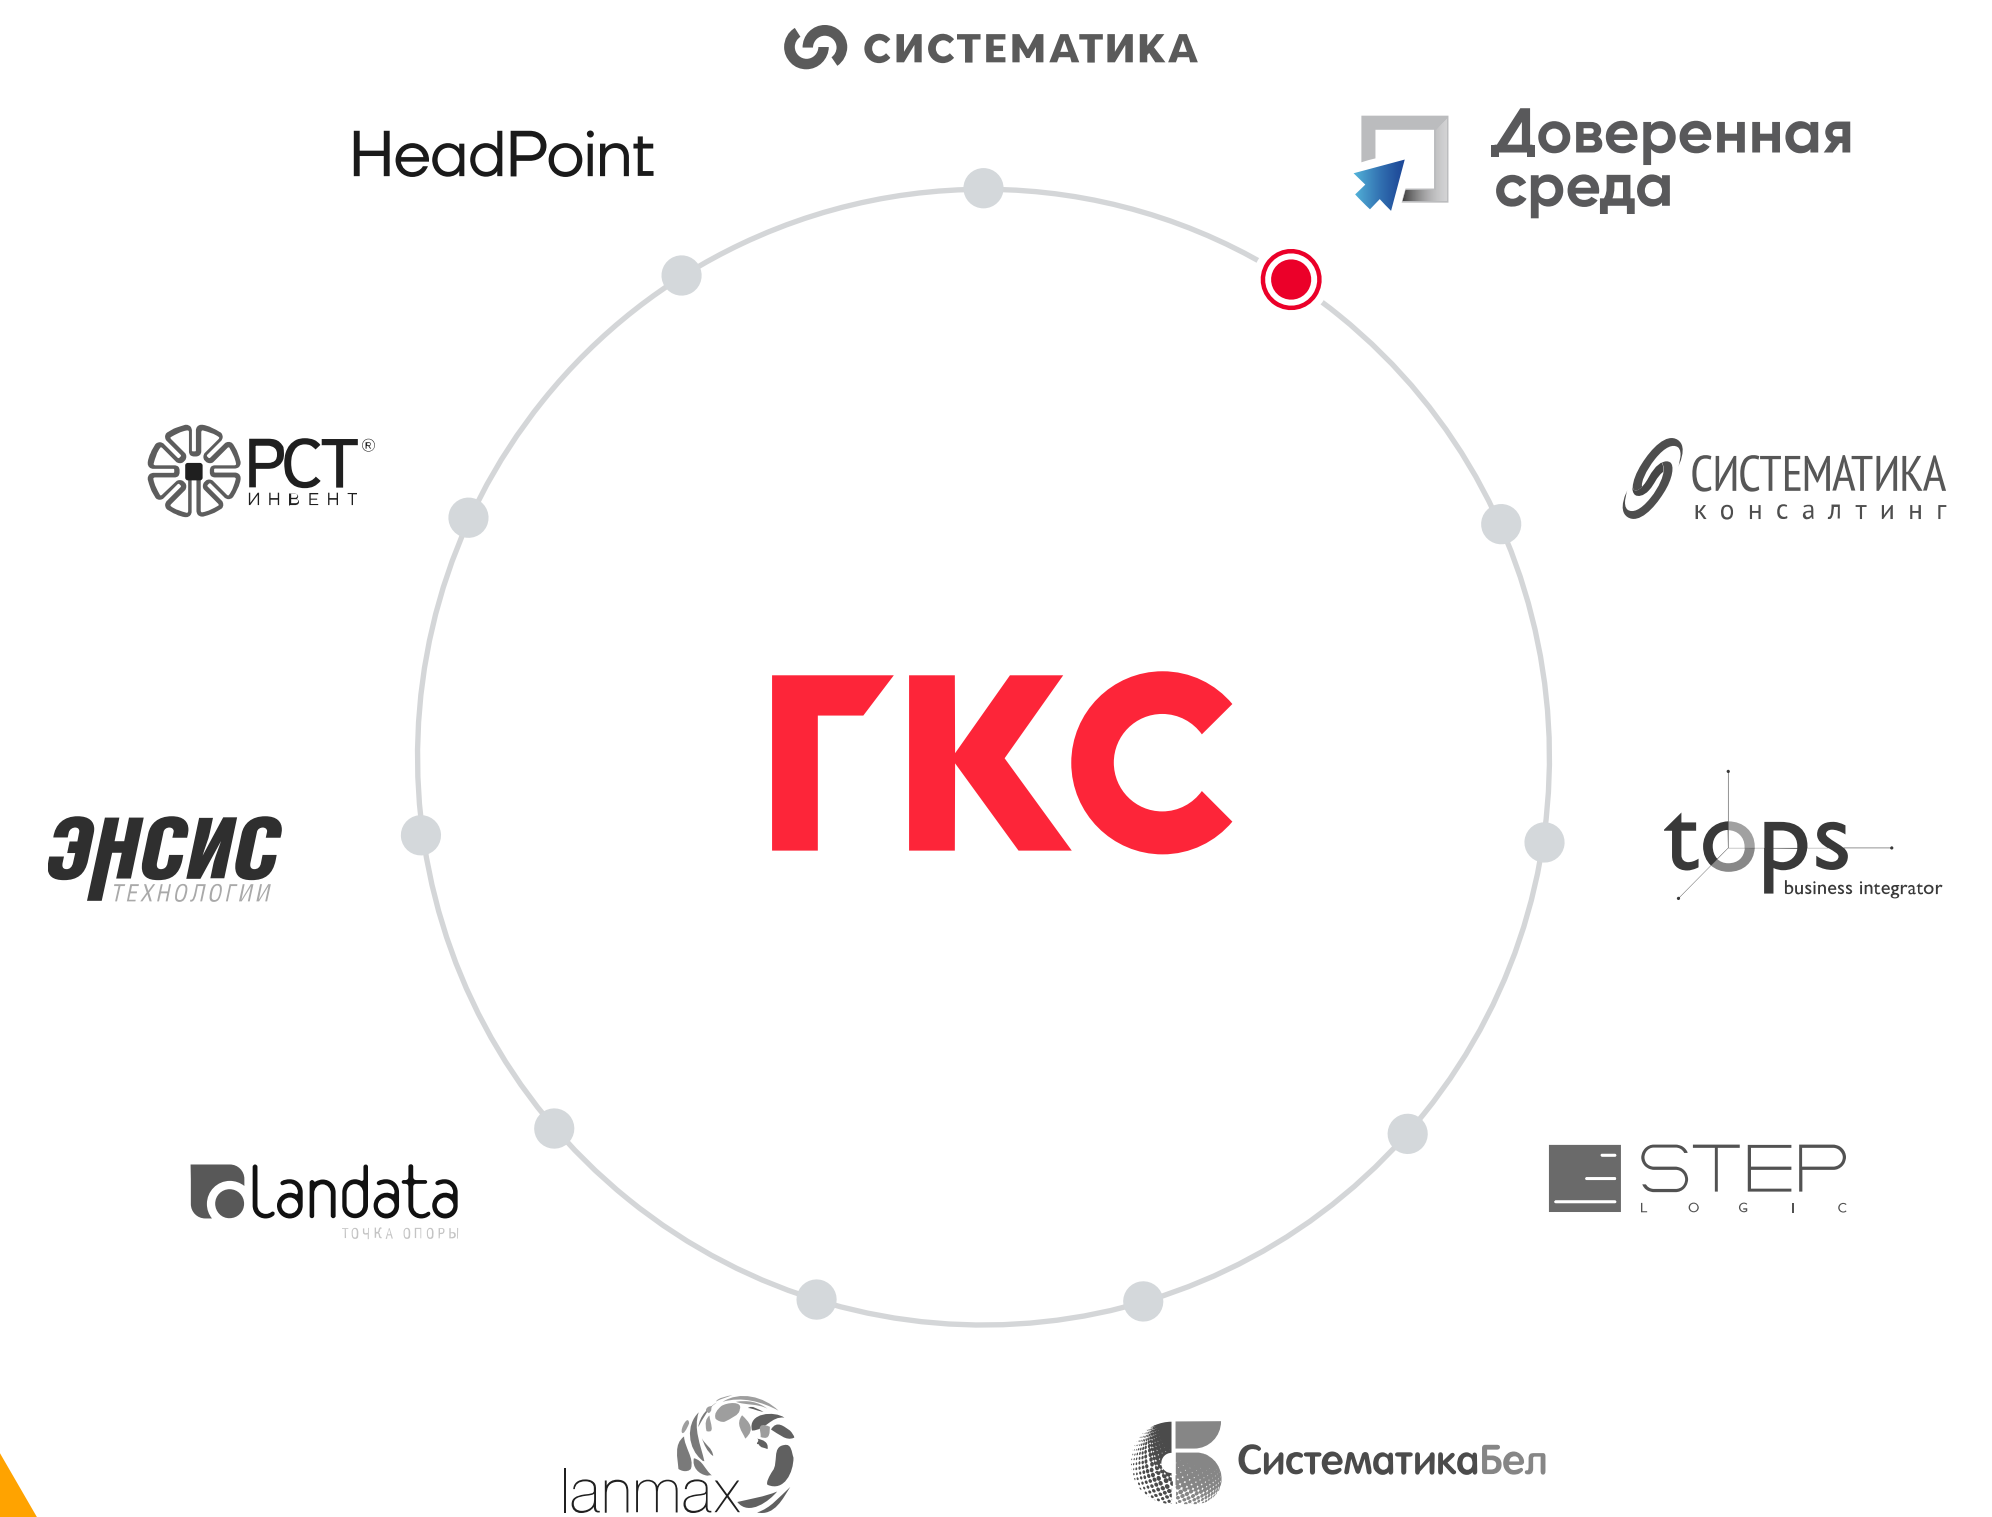 СИСТЕМАТИКА
HeadPoint
Доверенная
среда
РСТ®
ИНВЕНТ
СИСТЕМАТИКА
консалтинг
ГКС
ЭНСИС
ТЕХНОЛОГИИ
tops
business integrator
Landata
ТОЧКА ОПОРЫ
STEP
LOGIC
lanmax
СистематикаБел